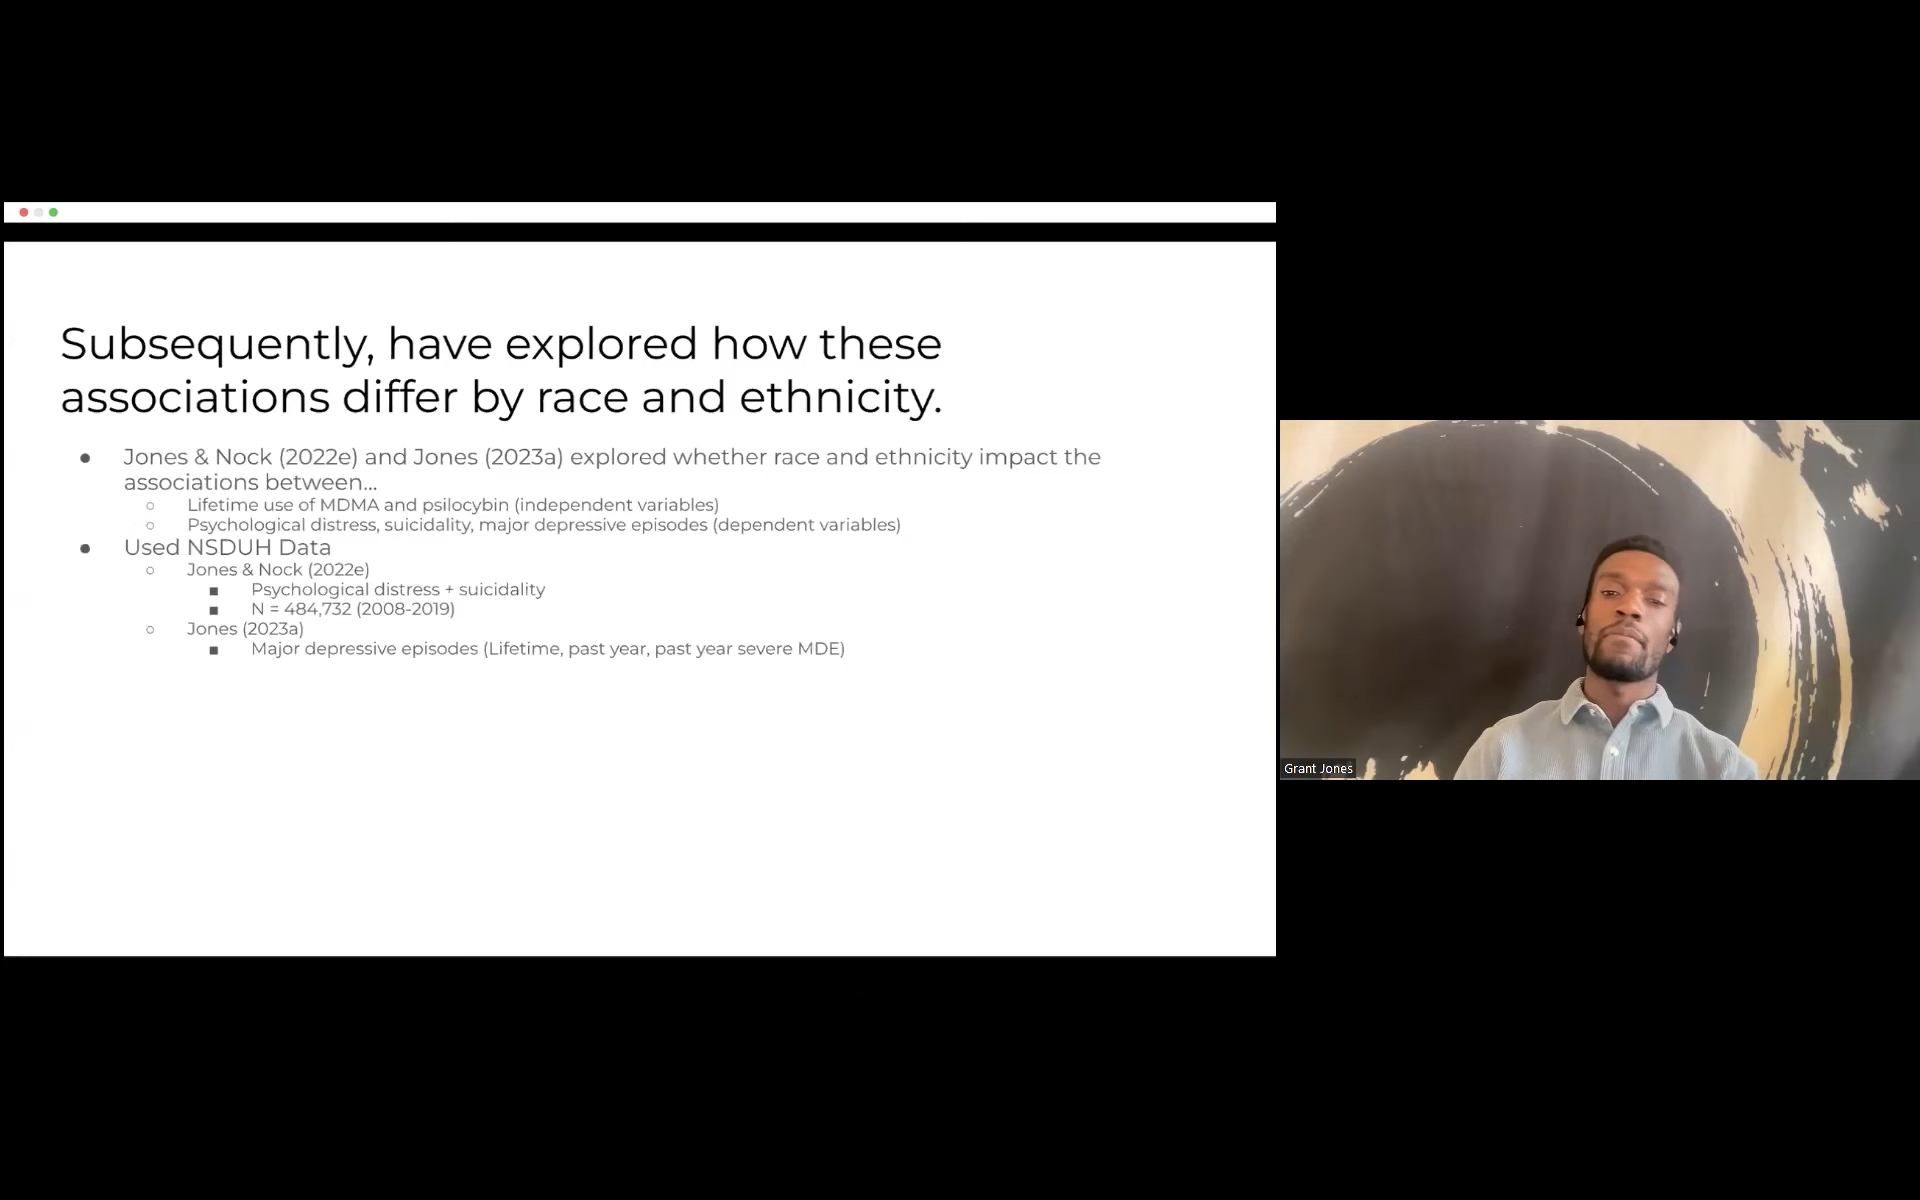 Subsequently, have explored how these
associations differ by race and ethnicity.
● Jones & Nock (2022e) and Jones (2023a) explored whether race and ethnicity impact the
associations between...
○ Lifetime use of MDMA and psilocybin (independent variables)
○ Psychological distress, suicidality, major depressive episodes (dependent variables)
● Used NSDUH Data
○ Jones & Nock (2022e)
■ Psychological distress + suicidality
■ N = 484,732 (2008-2019)
○ Jones (2023a)
■ Major depressive episodes (Lifetime, past year, past year severe MDE)
Grant Jones